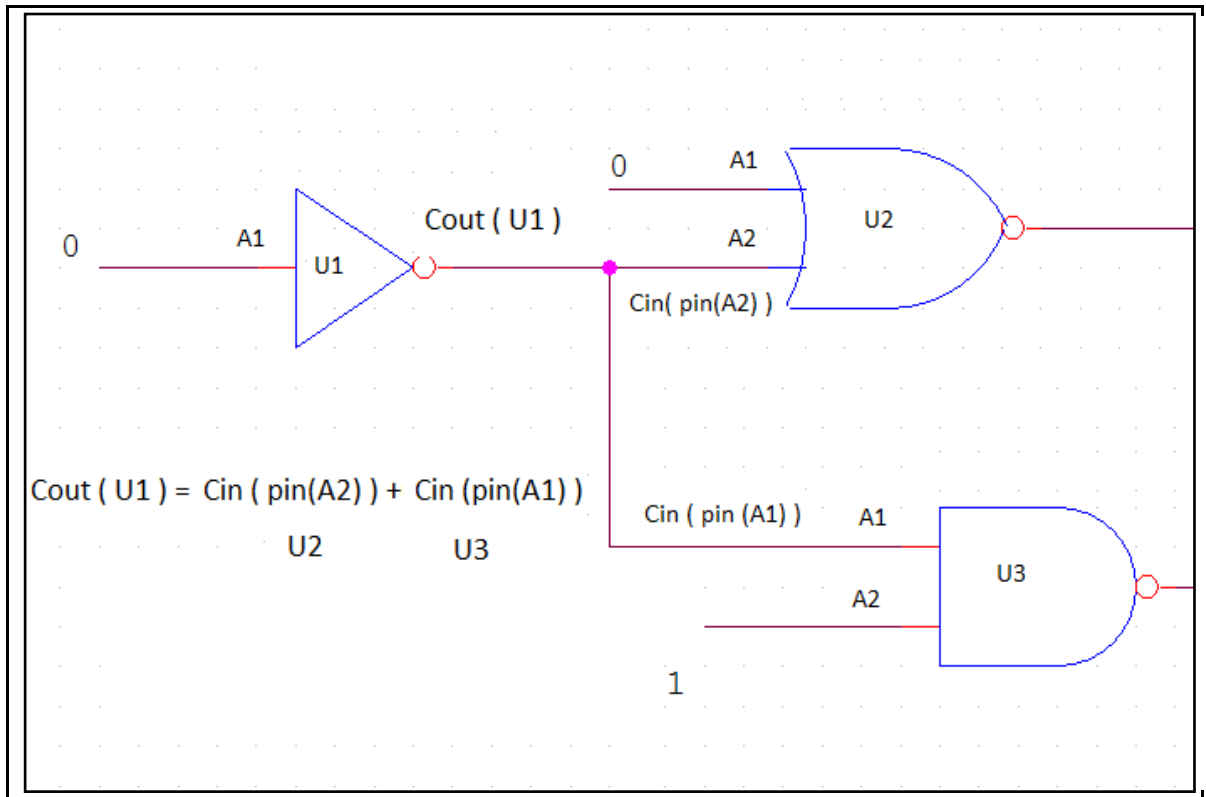 0 A1
A2
Cin( pin(A2) )
U2
0 A1 U1 Cout ( U1 )
Cout ( U1 ) = Cin ( pin(A2) ) + Cin (pin(A1) )
U2 U3
Cin ( pin (A1) ) A1
A2
U3
1